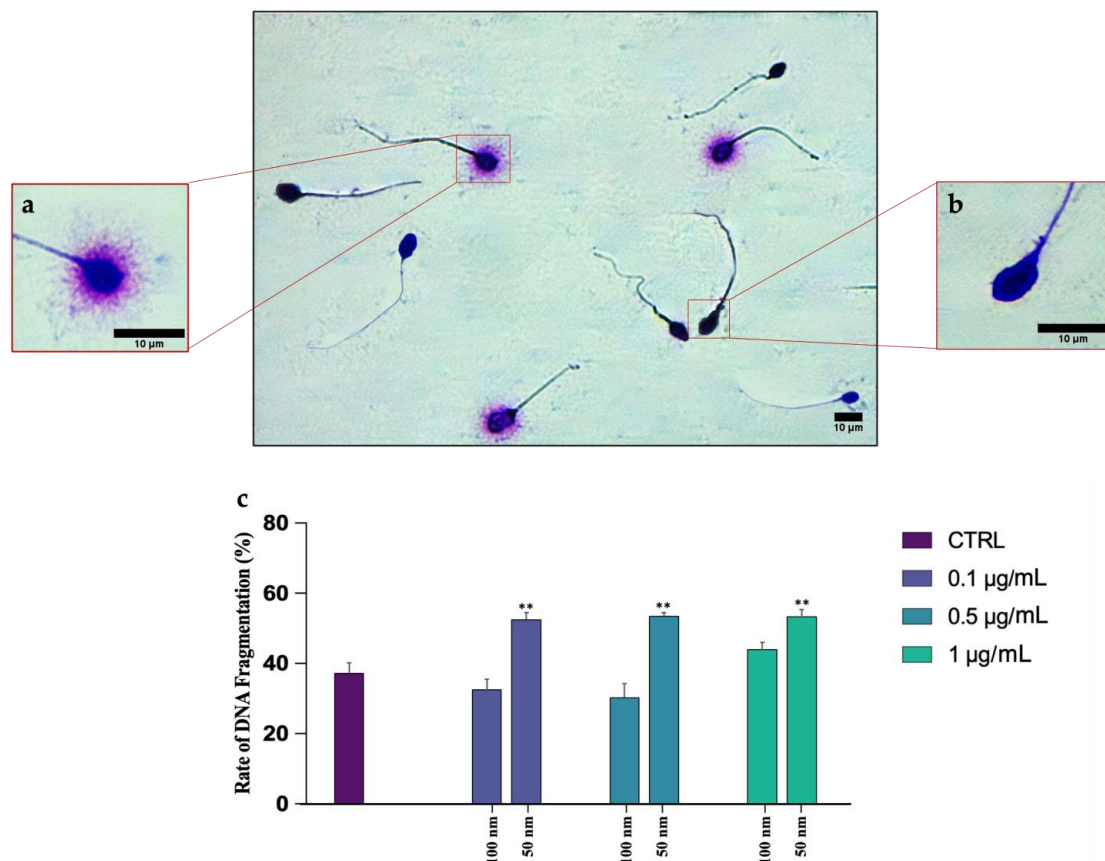 a
10 µm
b
10 µm
10 µm
c
Rate of DNA Fragmentation (%)
80
60
40
20
0
**
**
**
100 nm
50 nm
100 nm
50 nm
100 nm
50 nm
CTRL
0.1 µg/mL
0.5 µg/mL
1 µg/mL